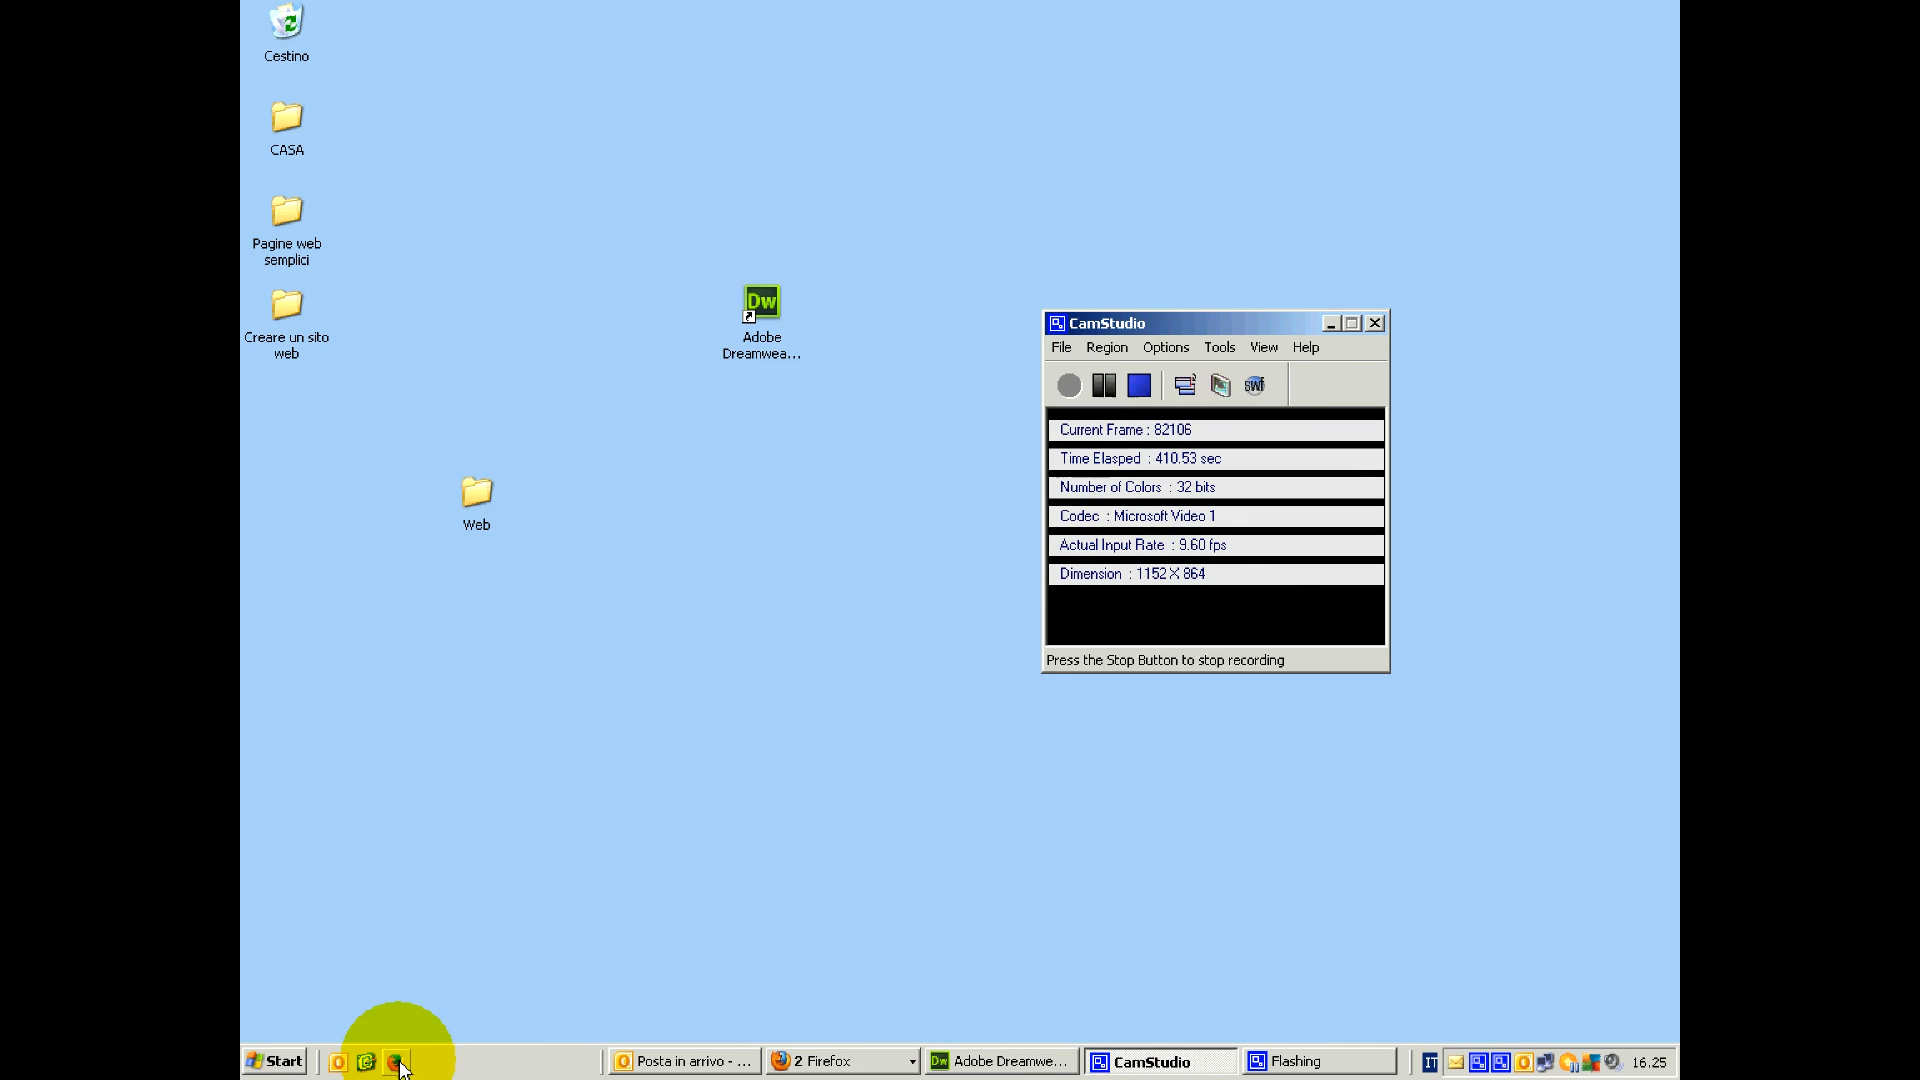 Cestino
CASA
Pagine web
semplici
Creare un sito
web
Dw
Adobe
Dreamwea...
Web
CamStudio
File Region Options Tools View Help
SWf
Current Frame : 82106
Time Elasped : 410.53 sec
Number of Colors : 32 bits
Codec : Microsoft Video 1
Actual Input Rate : 9.60 fps
Dimension : 1152 X 864
Press the Stop Button to stop recording
Start
Posta in arrivo - ...
2 Firefox
Dw Adobe Dreamwe...
CamStudio
Flashing
IT
16.25